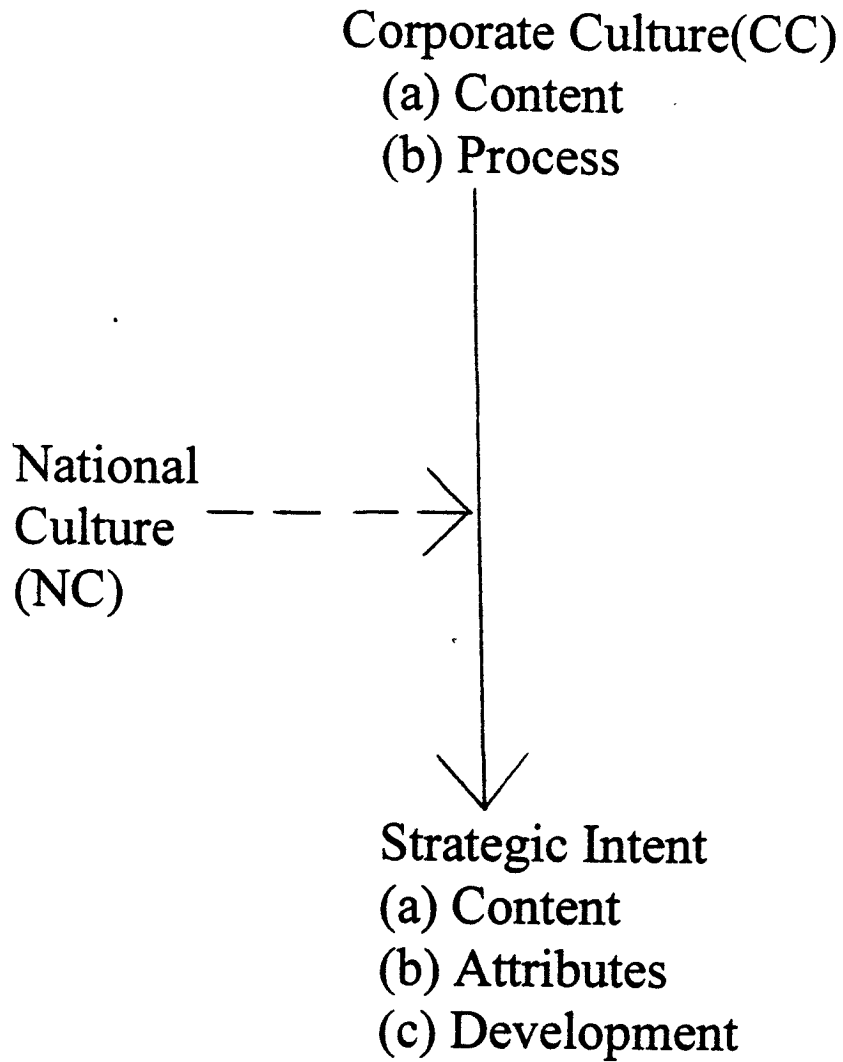 Corporate Culture(CC)
(a) Content
(b) Process
National
Culture
(NC)
Strategic Intent
(a) Content
(b) Attributes
(c) Development